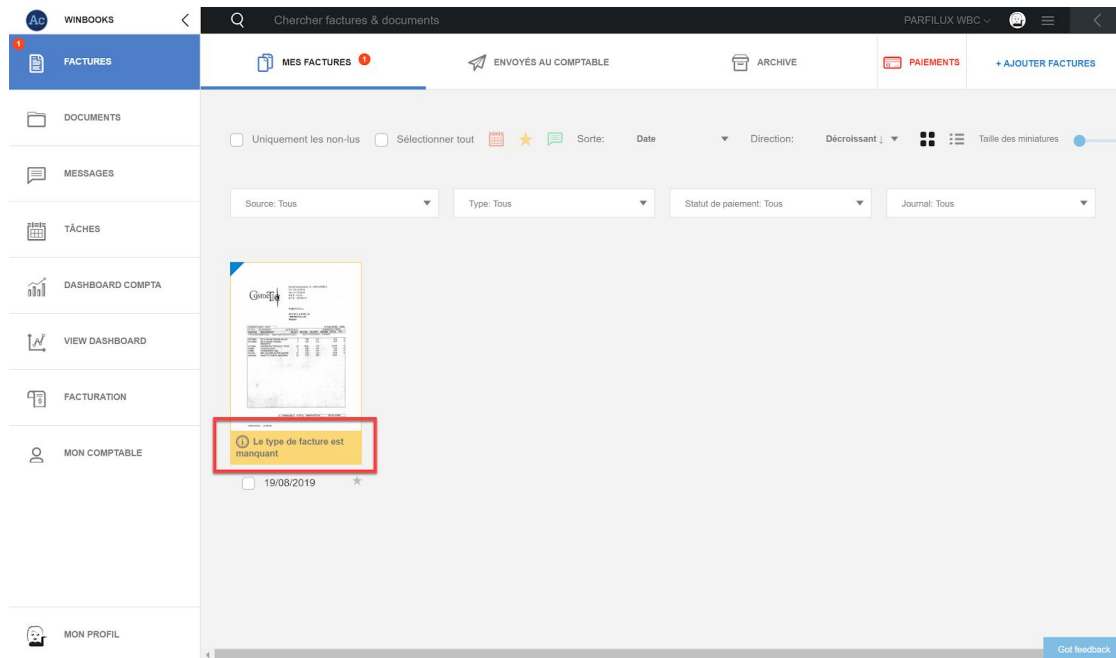 Ac WINBOOKS
Chercher factures & documents
PARFILUX WBC
1
FACTURES
MES FACTURES 1
ENVOYÉS AU COMPTABLE
ARCHIVE
PAIEMENTS
+ AJOUTER FACTURES
DOCUMENTS
MESSAGES
TÂCHES
DASHBOARD COMPTA
VIEW DASHBOARD
FACTURATION
MON COMPTABLE
MON PROFIL
Uniquement les non-lus
Sélectionner tout
Sorte: Date
Direction: Décroissant ↓
Taille des miniatures
Source: Tous
Type: Tous
Statut de paiement: Tous
Journal: Tous
Le type de facture est
manquant
19/08/2019
Got feedback